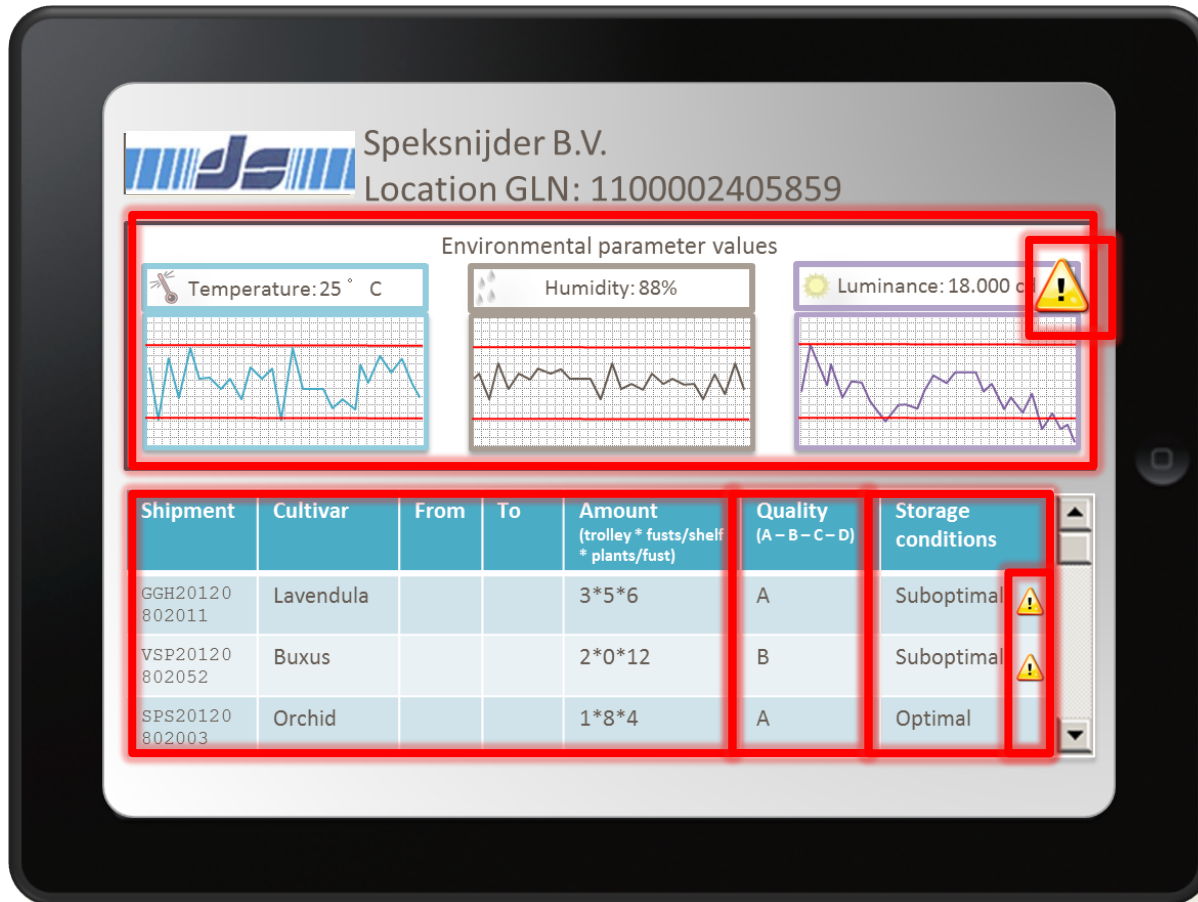 ds
Speksnijder B.V.
Location GLN: 1100002405859
Environmental parameter values
Temperature: 25 ° C
Humidity: 88%
Luminance: 18.000
Shipment Cultivar From To Amount Quality Storage
(trolley * fusts/shelf (A – B – C – D) conditions
* plants/fust)
GGH20120 Lavendula 3*5*6 A Suboptimal
802011
VSP20120 Buxus 2*0*12 B Suboptimal
802052
SPS20120 Orchid 1*8*4 A Optimal
802003